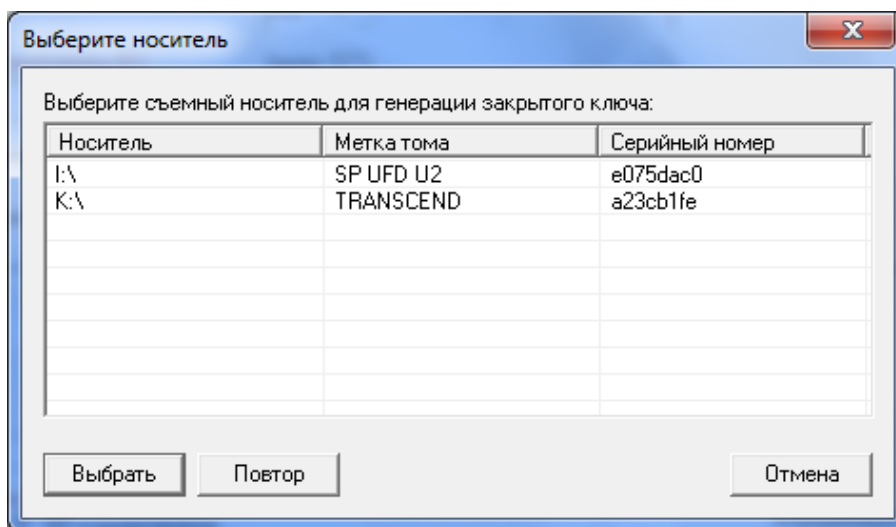 Выберите носитель
Выберите съемный носитель для генерации закрытого ключа:
Носитель Метка тома Серийный номер
I:\ SP UFD U2 e075dac0
K:\ TRANSCEND a23cb1fe
Выбрать Повтор Отмена